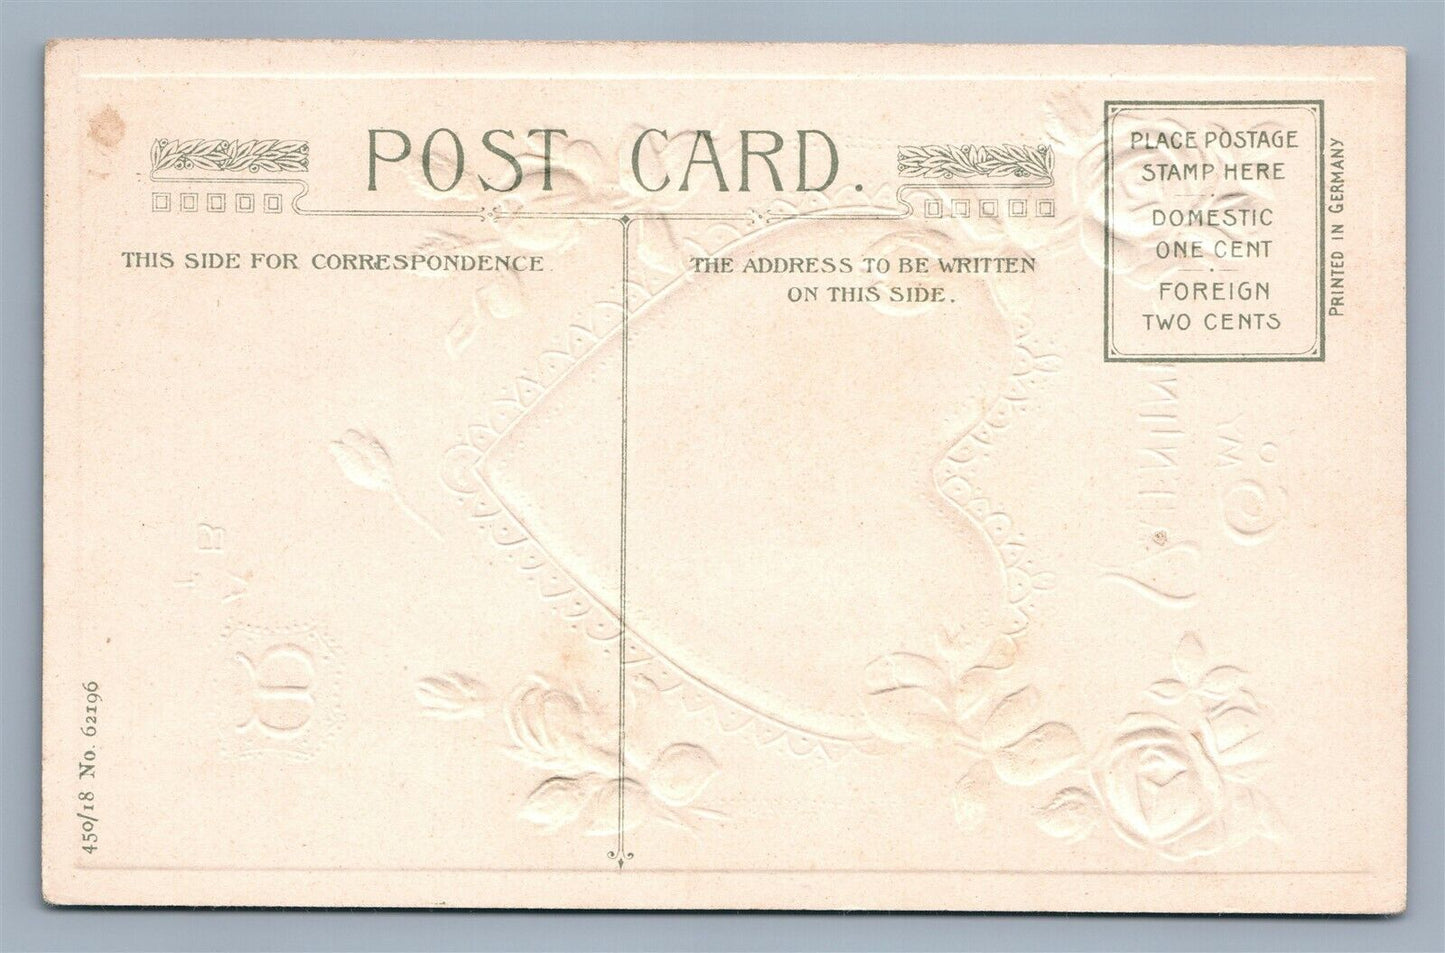 POST CARD.
THIS SIDE FOR CORRESPONDENCE.
THE ADDRESS TO BE WRITTEN
ON THIS SIDE.
PLACE POSTAGE
STAMP HERE
DOMESTIC
ONE CENT
FOREIGN
TWO CENTS
PRINTED IN GERMANY
450/18 No. 62196